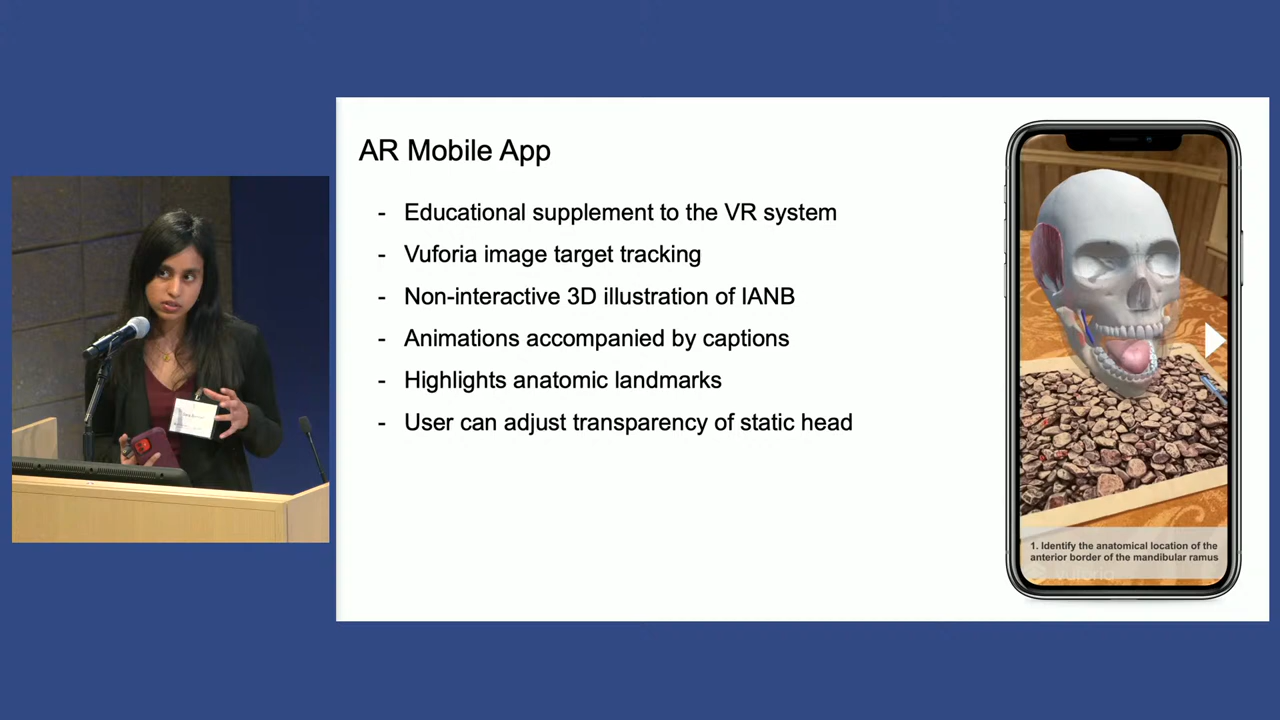 AR Mobile App
- Educational supplement to the VR system
- Vuforia image target tracking
- Non-interactive 3D illustration of IANB
- Animations accompanied by captions
- Highlights anatomic landmarks
- User can adjust transparency of static head
1. Identify the anatomical location of the
anterior border of the mandibular ramus
vuforia